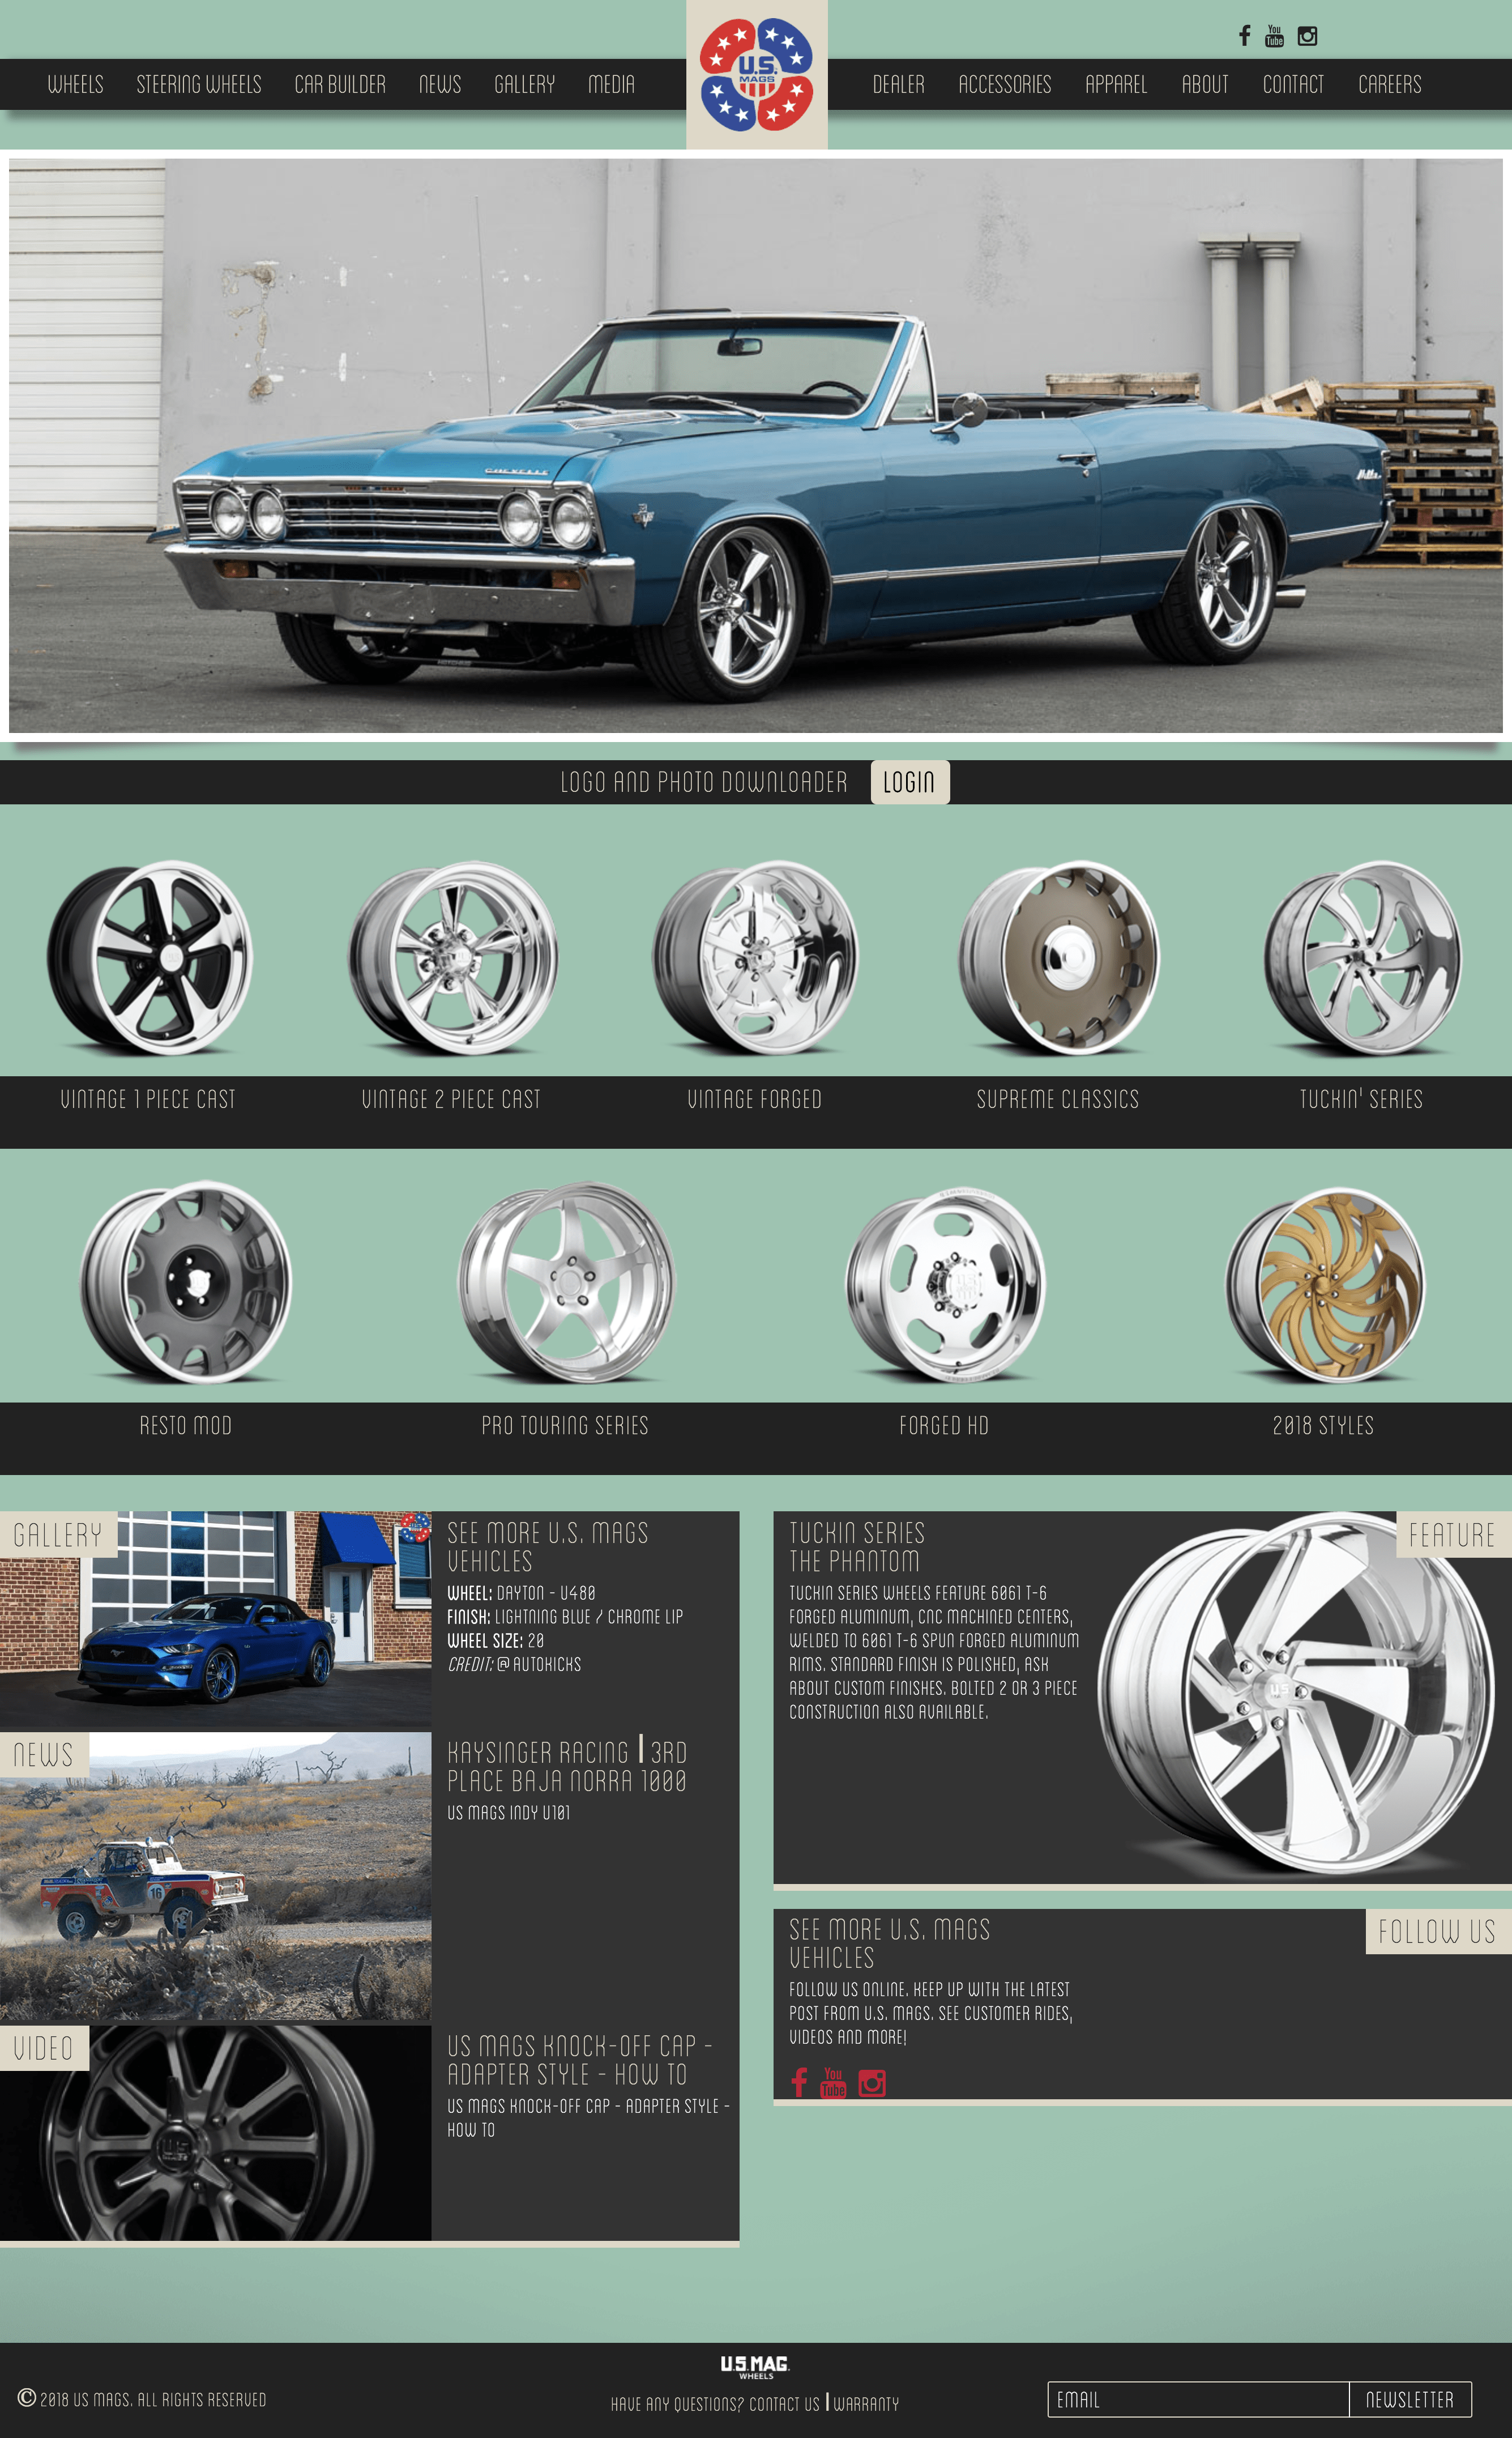 You
Tube
WHEELS STEERING WHEELS CAR BUILDER NEWS GALLERY MEDIA
U.S.
MAGS
DEALER ACCESSORIES APPAREL ABOUT CONTACT CAREERS
CHEVELLE
LOGO AND PHOTO DOWNLOADER LOGIN
VINTAGE 1 PIECE CAST VINTAGE 2 PIECE CAST VINTAGE FORGED SUPREME CLASSICS TUCKIN' SERIES
RESTO MOD PRO TOURING SERIES FORGED HD 2018 STYLES
GALLERY
SEE MORE U.S. MAGS
VEHICLES
WHEEL: DAYTON - U480
FINISH: LIGHTNING BLUE / CHROME LIP
WHEEL SIZE: 20
CREDIT: @ AUTOKICKS
NEWS
16
KAYSINGER RACING | 3RD
PLACE BAJA NORRA 1000
US MAGS INDY U101
VIDEO
U.S.
US MAGS KNOCK-OFF CAP -
ADAPTER STYLE - HOW TO
US MAGS KNOCK-OFF CAP - ADAPTER STYLE -
HOW TO
TUCKIN SERIES
THE PHANTOM
TUCKIN SERIES WHEELS FEATURE 6061 T-6
FORGED ALUMINUM, CNC MACHINED CENTERS,
WELDED TO 6061 T-6 SPUN FORGED ALUMINUM
RIMS. STANDARD FINISH IS POLISHED, ASK
ABOUT CUSTOM FINISHES. BOLTED 2 OR 3 PIECE
CONSTRUCTION ALSO AVAILABLE.
FEATURE
U.S.
SEE MORE U.S. MAGS
VEHICLES
FOLLOW US ONLINE. KEEP UP WITH THE LATEST
POST FROM U.S. MAGS. SEE CUSTOMER RIDES,
VIDEOS AND MORE!
You
Tube
FOLLOW US
© 2018 US MAGS. ALL RIGHTS RESERVED
U.S. MAG.
WHEELS
HAVE ANY QUESTIONS? CONTACT US | WARRANTY
EMAIL NEWSLETTER